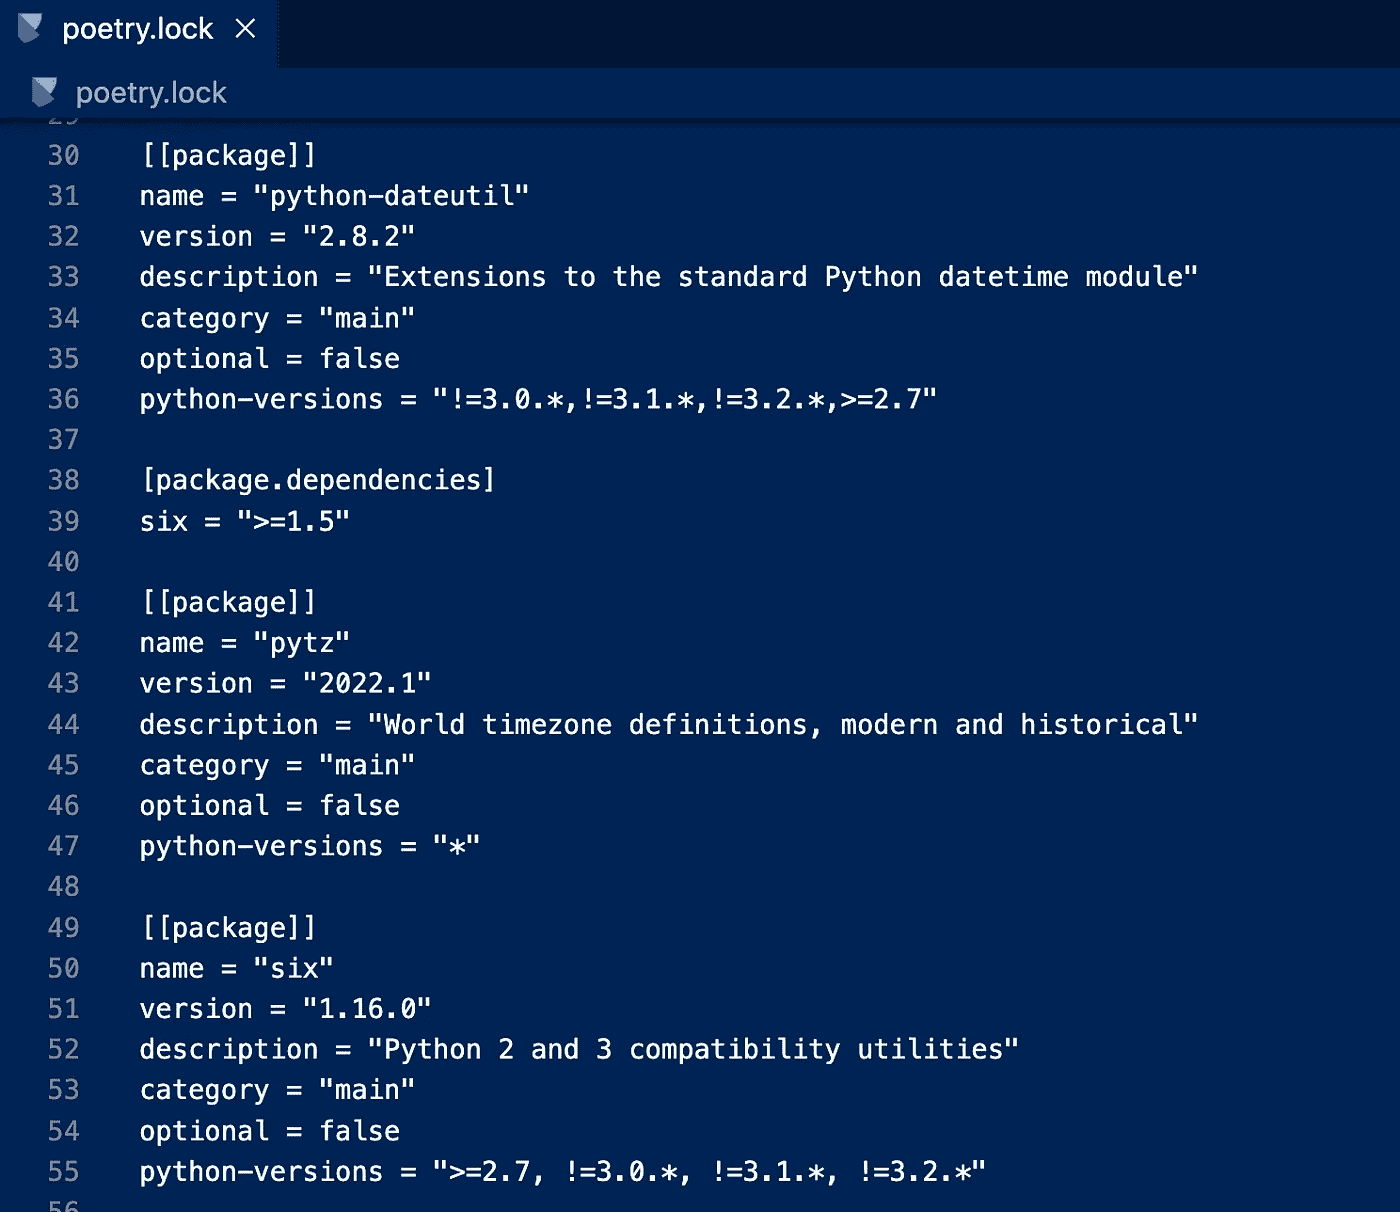 poetry.lock
poetry.lock
30 [[package]]
31 name = "python-dateutil"
32 version = "2.8.2"
33 description = "Extensions to the standard Python datetime module"
34 category = "main"
35 optional = false
36 python-versions = "!=3.0.*,!=3.1.*,!=3.2.*,>=2.7"
37
38 [package.dependencies]
39 six = ">=1.5"
40
41 [[package]]
42 name = "pytz"
43 version = "2022.1"
44 description = "World timezone definitions, modern and historical"
45 category = "main"
46 optional = false
47 python-versions = "*"
48
49 [[package]]
50 name = "six"
51 version = "1.16.0"
52 description = "Python 2 and 3 compatibility utilities"
53 category = "main"
54 optional = false
55 python-versions = ">=2.7, !=3.0.*, !=3.1.*, !=3.2.*"